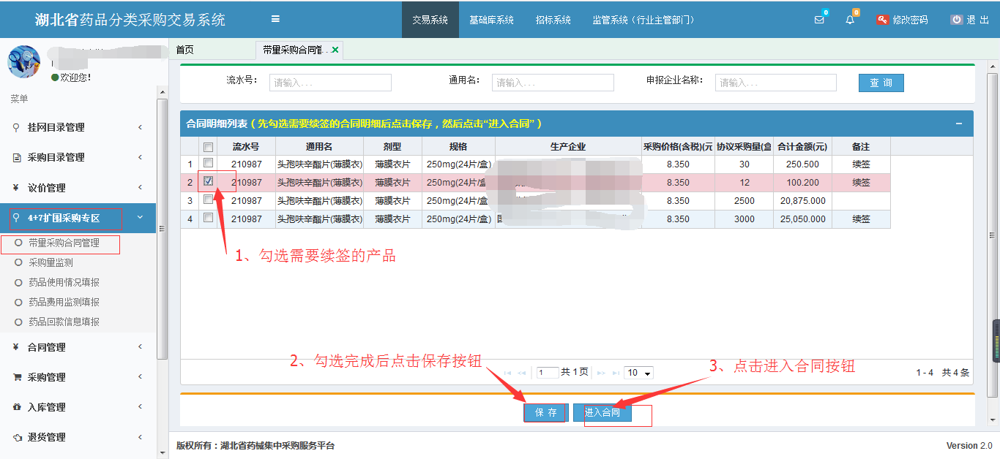 湖北省药品分类采购交易系统
交易系统 基础库系统 招标系统 监管系统（行业主管部门） 0 0 修改密码 退 出
欢迎您!
菜单
挂网目录管理
采购目录管理
议价管理
4+7扩围采购专区
带量采购合同管理
采购量监测
药品使用情况填报
药品费用监测填报
药品回款信息填报
合同管理
采购管理
入库管理
退货管理
首页 带量采购合同管...
流水号: 请输入... 通用名: 请输入... 申报企业名称: 请输入... 查 询
合同明细列表（先勾选需要续签的合同明细后点击保存，然后点击“进入合同”）
流水号 通用名 剂型 规格 生产企业 采购价格(含税)(元 协议采购量(盒 合计金额(元) 备注
1 210987 头孢呋辛酯片(薄膜衣) 薄膜衣片 250mg(24片/盒) 8.350 30 250.500 续签
2 210987 头孢呋辛酯片(薄膜衣) 薄膜衣片 250mg(24片/盒 8.350 12 100.200 续签
3 210987 头孢呋辛酯片(薄膜衣) 薄膜衣片 250mg(24片/盒 8.350 2500 20,875.000
4 210987 头孢呋辛酯片(薄膜衣) 薄膜衣片 250mg(24片/盒) 8.350 3000 25,050.000 续签
1、勾选需要续签的产品
2、勾选完成后点击保存按钮
3、点击进入合同按钮
1 共 1 页 10 1 - 4 共 4 条
保 存 进入合同
版权所有：湖北省药械集中采购服务平台 Version 2.0